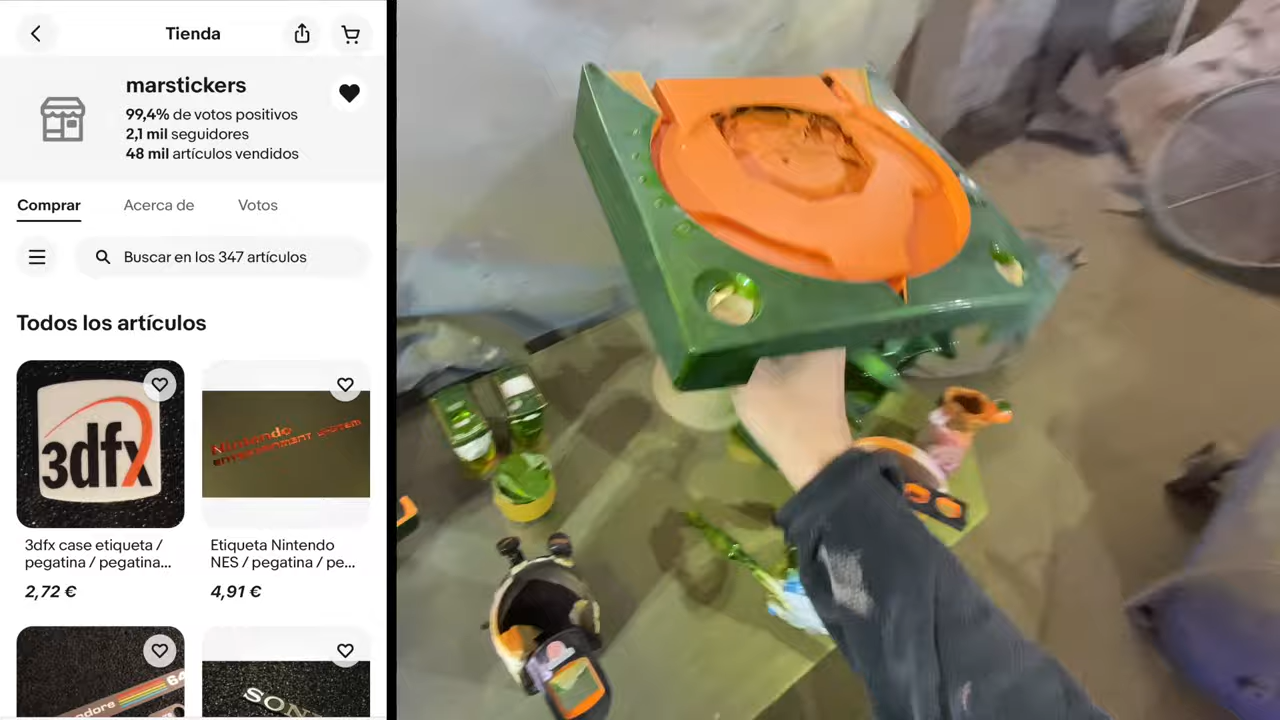 Tienda
marstickers
99,4% de votos positivos
2,1 mil seguidores
48 mil artículos vendidos
Comprar
Acerca de
Votos
Buscar en los 347 artículos
Todos los artículos
3dfx
Nintendo
ENTERTAINMENT SYSTEM
3dfx case etiqueta /
pegatina / pegatina...
2,72 €
Etiqueta Nintendo
NES / pegatina / pe...
4,91 €
64
SON